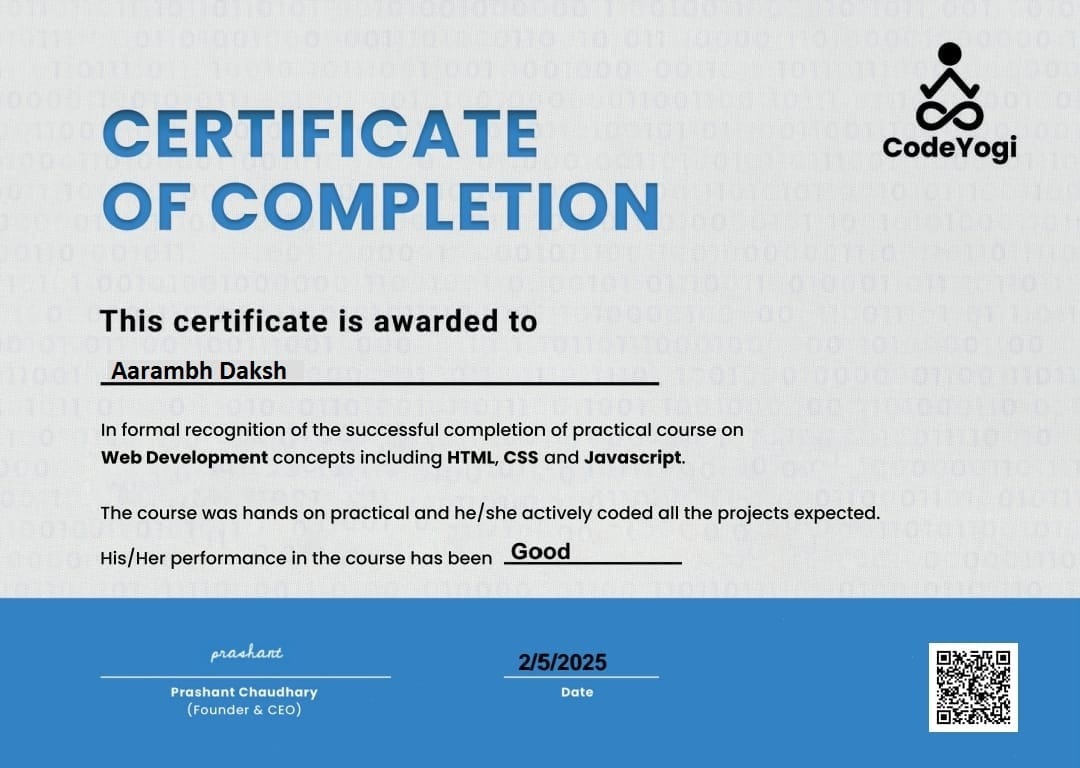 CodeYogi
CERTIFICATE
OF COMPLETION
This certificate is awarded to
Aarambh Daksh
In formal recognition of the successful completion of practical course on
Web Development concepts including HTML, CSS and Javascript.
The course was hands on practical and he/she actively coded all the projects expected.
His/Her performance in the course has been Good
prashant
2/5/2025
Prashant Chaudhary
Date
(Founder & CEO)